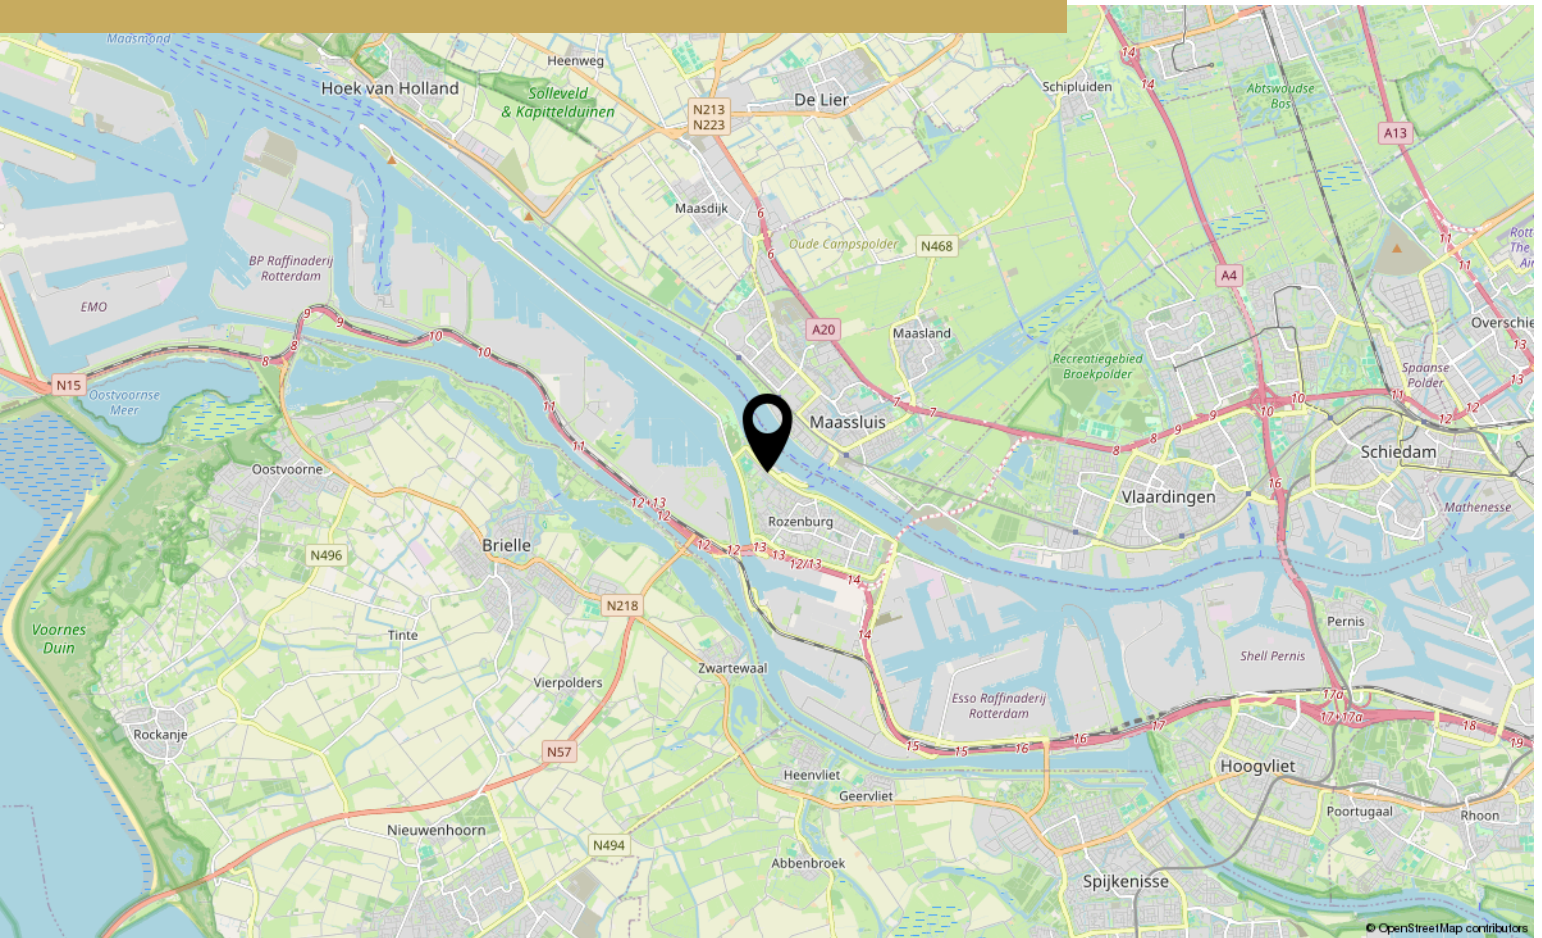 Maasmond
Hoek van Holland
Heenweg
Solleveld
& Kapittelduinen
N213
N223
De Lier
Schipluiden
14
14
Abtswoudse
Bos
A13
Maasdijk
6
6
Oude Campspolder
N468
A4
11
11
BP Raffinaderij
Rotterdam
EMO
9
9
8
8
10
10
A20
Maasland
Overschie
13
Recreatiegebied
Broekpolder
Spaanse
Polder
13
N15
Oostvoornse
Meer
11
11
7
7
Maassluis
8
8
9
10
10
11
12
12
Schiedam
Oostvoorne
16
Vlaardingen
Mathenesse
12+13
12
12
12
13
13
12/13
14
Rozenburg
Brielle
N496
N218
14
Pernis
Voornes
Duin
Tinte
Shell Pernis
Zwartewaal
Vierpolders
Esso Raffinaderij
Rotterdam
17a
17+17a
17
18
19
Rockanje
N57
15
15
16
16
Hoogvliet
Heenvliet
Geervliet
Poortugaal
Rhoon
Nieuwenhoorn
N494
Abbenbroek
Spijkenisse
© OpenStreetMap contributors